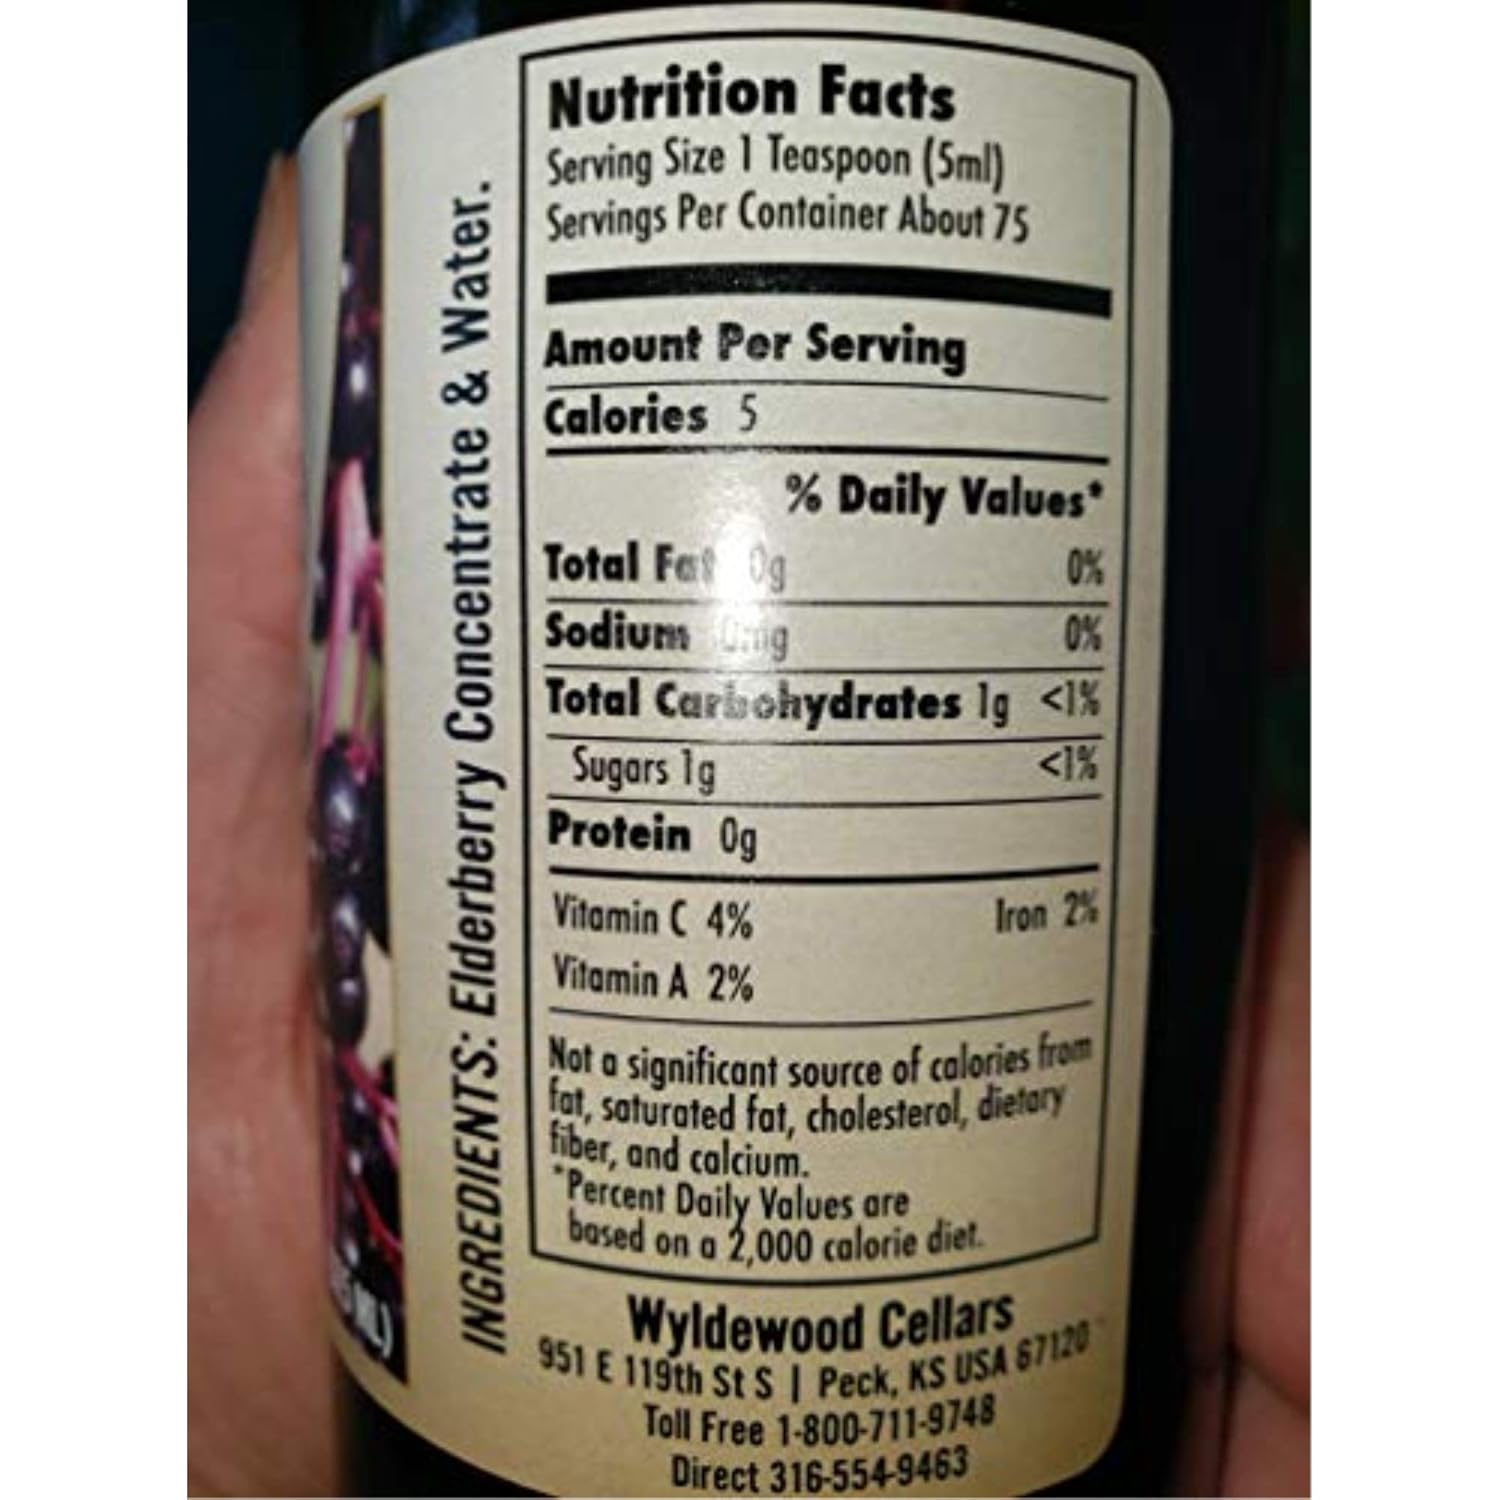 Nutrition Facts
Serving Size 1 Teaspoon (5ml)
Servings Per Container About 75
Amount Per Serving
Calories 5
% Daily Values*
Total Fat 0g 0%
Sodium 0mg 0%
Total Carbohydrates 1g <1%
Sugars 1g <1%
Protein 0g
Vitamin C 4% Iron 2%
Vitamin A 2%
Not a significant source of calories from
fat, saturated fat, cholesterol, dietary
fiber, and calcium.
*Percent Daily Values are
based on a 2,000 calorie diet.
INGREDIENTS: Elderberry Concentrate & Water.
Wyldewood Cellars
951 E 119th St S | Peck, KS USA 67120
Toll Free 1-800-711-9748
Direct 316-554-9463